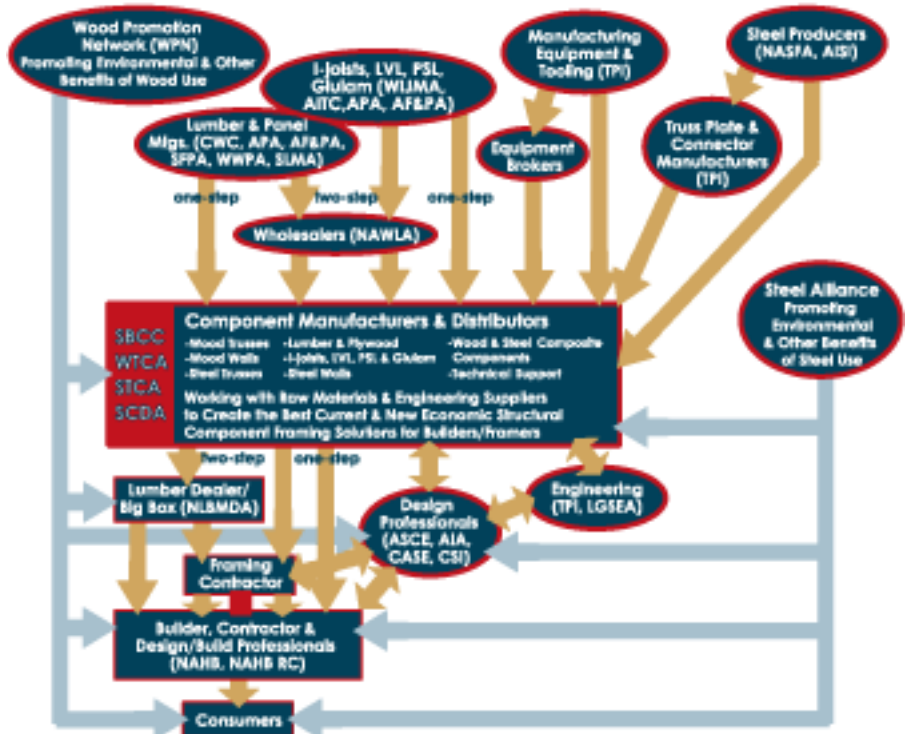 Wood Promotion
Network (WPN)
Promoting Environmental & Other
Benefits of Wood Use
I-Joists, LVL, PSL,
Glulam (WIJMA,
AITC, APA, AF&PA)
Manufacturing
Equipment &
Tooling (TPI)
Steel Producers
(NASFA, AISI)
Lumber & Panel
Mfgs. (CWC, APA, AF&PA,
SFPA, WWPA, SLMA)
Equipment
Brokers
Truss Plate &
Connector
Manufacturers
(TPI)
one-step
two-step
one-step
Wholesalers (NAWLA)
Steel Alliance
Promoting
Environmental
& Other Benefits
of Steel Use
SBCC
WTCA
STCA
SCDA
Component Manufacturers & Distributors
-Wood Trusses
-Wood Walls
-Steel Trusses
-Lumber & Plywood
-I-Joists, LVL, PSL & Glulam
-Steel Walls
-Wood & Steel Composite
Components
-Technical Support
Working with Raw Materials & Engineering Suppliers
to Create the Best Current & New Economic Structural
Component Framing Solutions for Builders/Framers
two-step
one-step
Lumber Dealer/
Big Box (NLBMDA)
Design
Professionals
(ASCE, AIA,
CASE, CSI)
Engineering
(TPI, LGSEA)
Framing
Contractor
Builder, Contractor &
Design/Build Professionals
(NAHB, NAHB RC)
Consumers